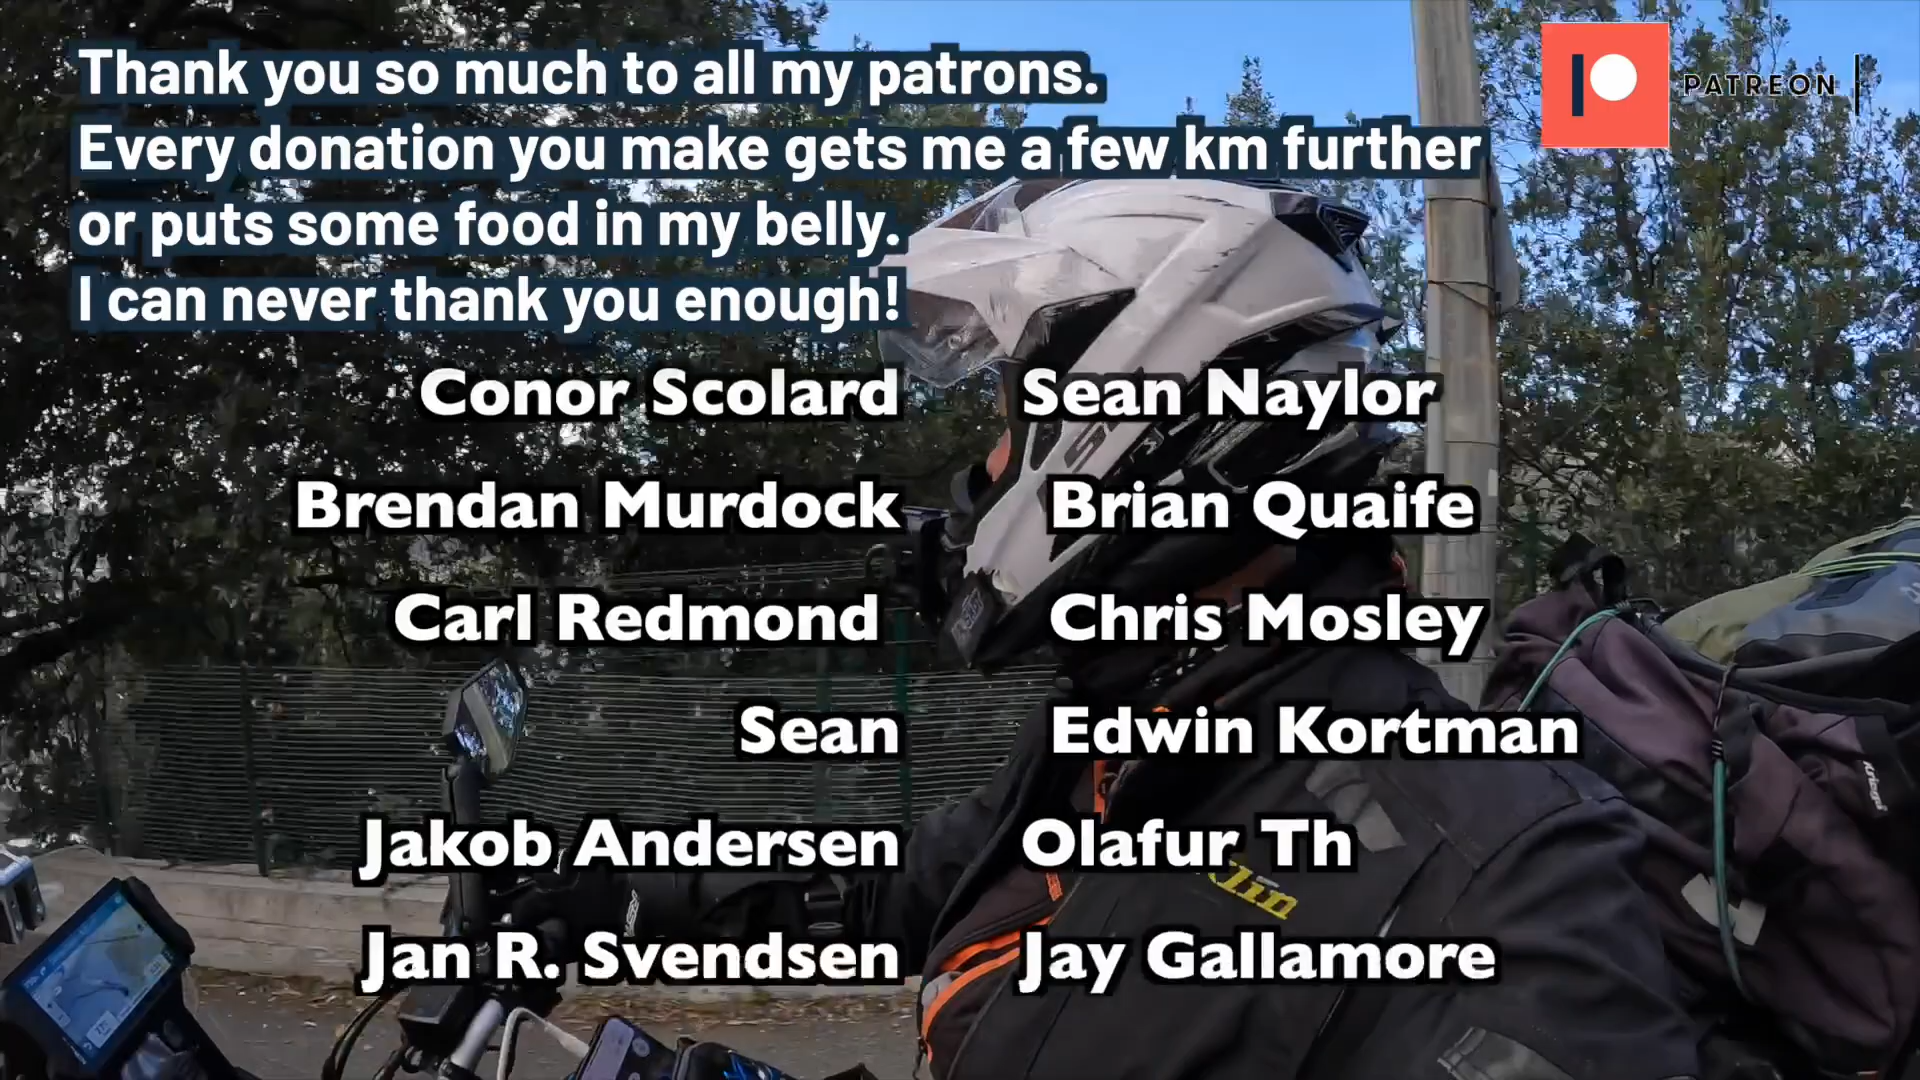 Thank you so much to all my patrons.
Every donation you make gets me a few km further
or puts some food in my belly.
I can never thank you enough!
PATREON
Conor Scolard
Sean Naylor
Brendan Murdock
Brian Quaife
Carl Redmond
Chris Mosley
Sean
Edwin Kortman
Jakob Andersen
Olafur Th
Jan R. Svendsen
Jay Gallamore
Klim
Kriega